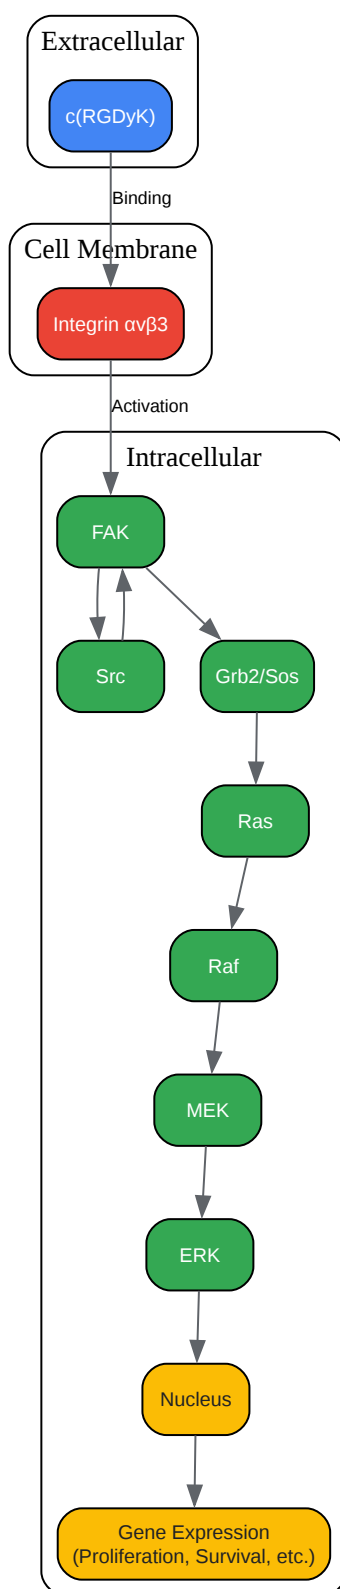 Extracellular
c(RGDyK)
Binding
Cell Membrane
Integrin αvβ3
Activation
Intracellular
FAK
Src
Grb2/Sos
Ras
Raf
MEK
ERK
Nucleus
Gene Expression
(Proliferation, Survival, etc.)